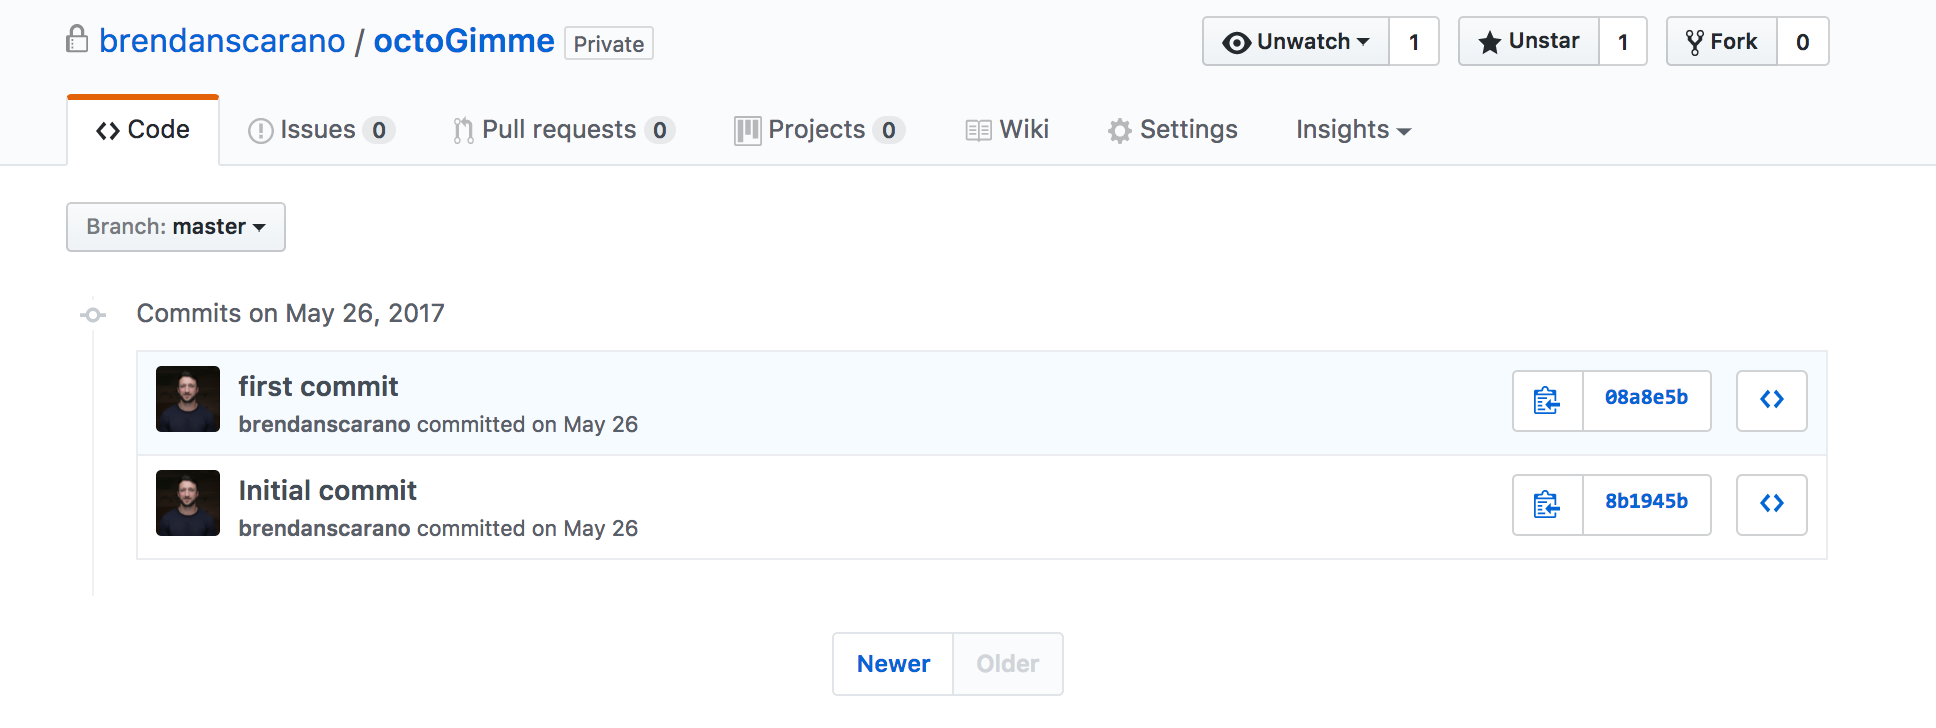 brendanscarano / octoGimme Private Unwatch 1 Unstar 1 Fork 0
Code Issues 0 Pull requests 0 Projects 0 Wiki Settings Insights
Branch: master
Commits on May 26, 2017
first commit
brendanscarano committed on May 26
08a8e5b
Initial commit
brendanscarano committed on May 26
8b1945b
Newer Older